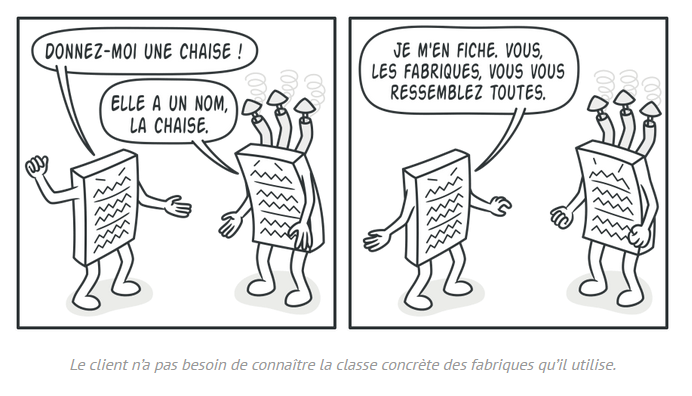 DONNEZ-MOI UNE CHAISE !
ELLE A UN NOM,
LA CHAISE.
JE M'EN FICHE. VOUS,
LES FABRIQUES, VOUS VOUS
RESSEMBLEZ TOUTES.
Le client n'a pas besoin de connaître la classe concrète des fabriques qu'il utilise.